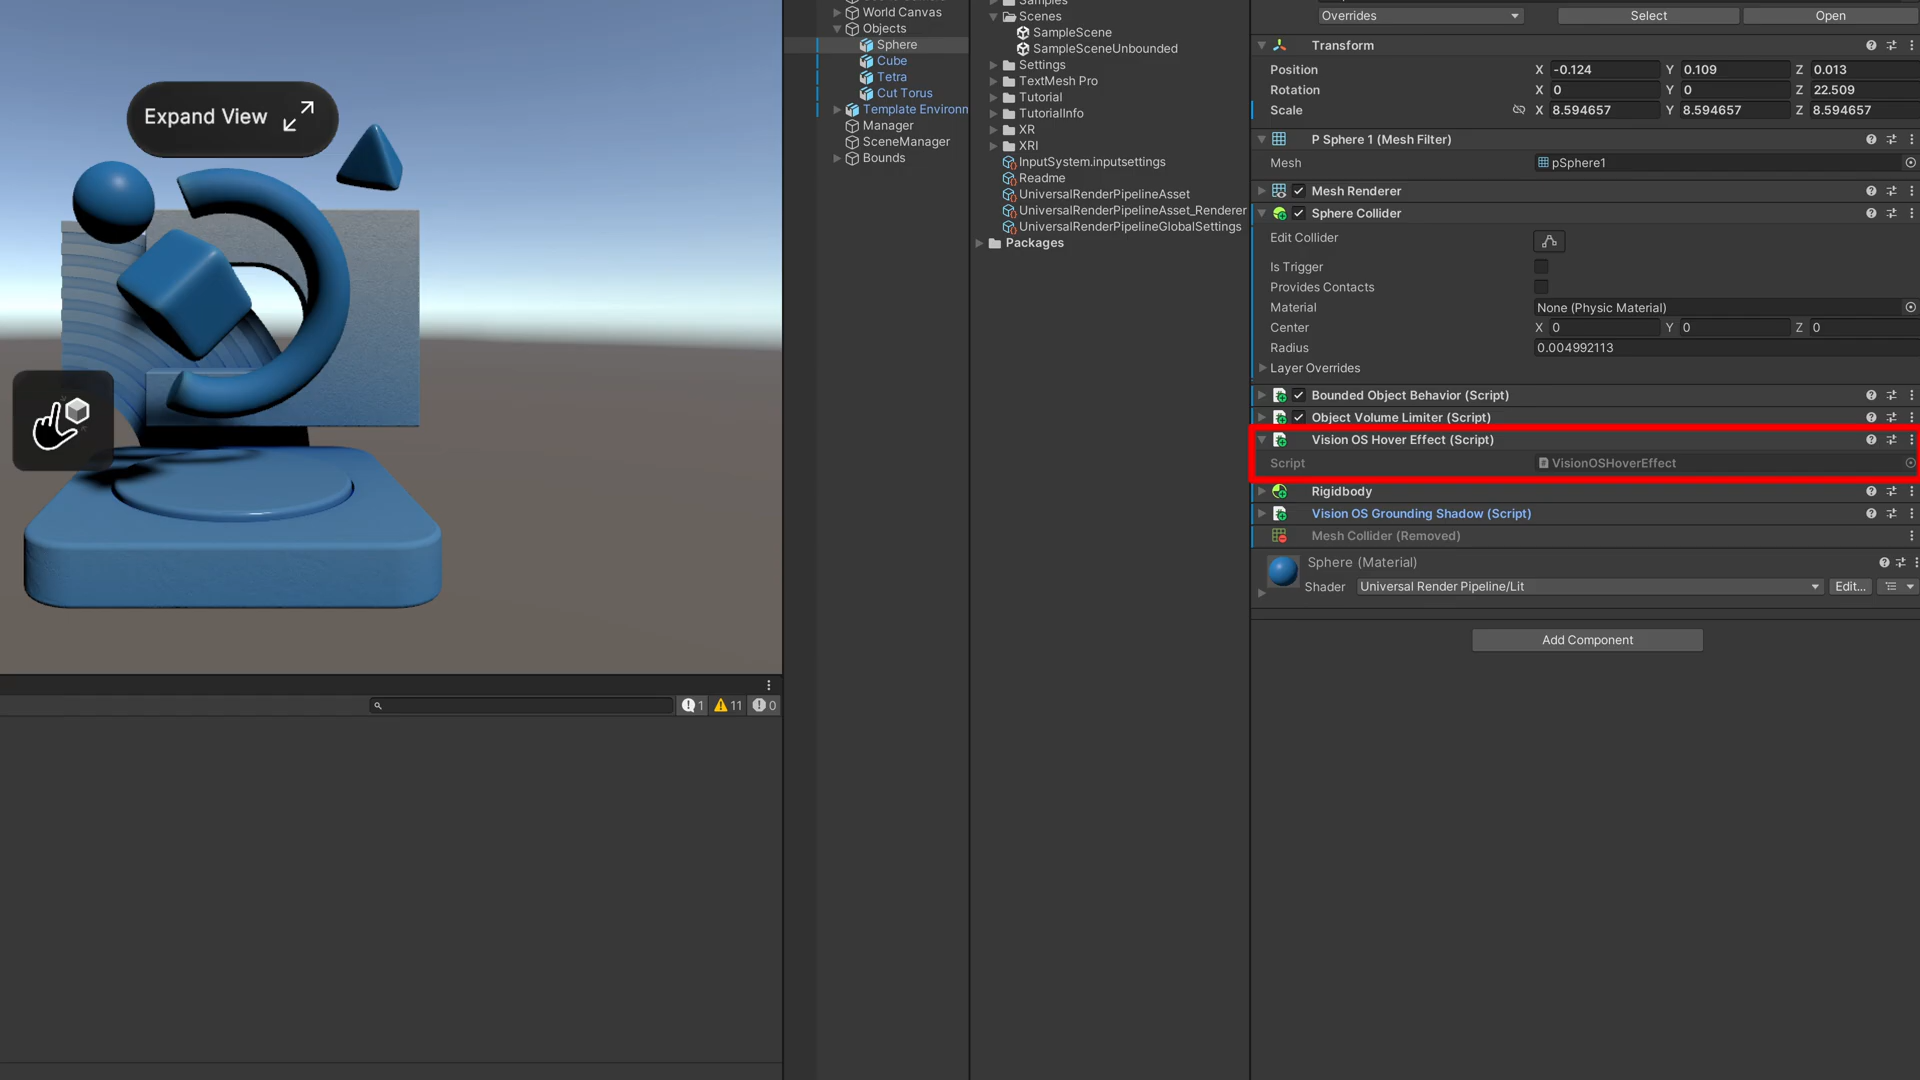 Expand View
1
11
0
World Canvas
Objects
Sphere
Cube
Tetra
Cut Torus
Template Environn
Manager
SceneManager
Bounds
Samples
Scenes
SampleScene
SampleSceneUnbounded
Settings
TextMesh Pro
Tutorial
TutorialInfo
XR
XRI
InputSystem.inputsettings
Readme
UniversalRenderPipelineAsset
UniversalRenderPipelineAsset_Renderer
UniversalRenderPipelineGlobalSettings
Packages
Overrides Select Open
Transform
Position X -0.124 Y 0.109 Z 0.013
Rotation X 0 Y 0 Z 22.509
Scale X 8.594657 Y 8.594657 Z 8.594657
P Sphere 1 (Mesh Filter)
Mesh pSphere1
Mesh Renderer
Sphere Collider
Edit Collider
Is Trigger
Provides Contacts
Material None (Physic Material)
Center X 0 Y 0 Z 0
Radius 0.004992113
Layer Overrides
Bounded Object Behavior (Script)
Object Volume Limiter (Script)
Vision OS Hover Effect (Script)
Script VisionOSHoverEffect
Rigidbody
Vision OS Grounding Shadow (Script)
Mesh Collider (Removed)
Sphere (Material)
Shader Universal Render Pipeline/Lit Edit...
Add Component